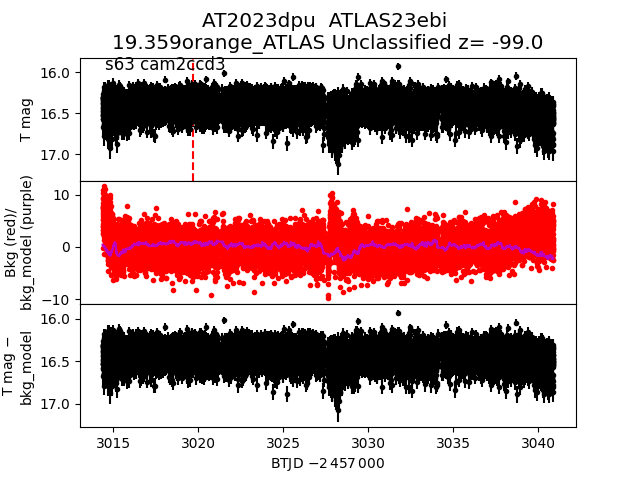 AT2023dpu  ATLAS23ebi
19.359orange_ATLAS Unclassified z= -99.0
s63 cam2ccd3
16.0
16.5
17.0
T mag
10
0
−10
Bkg (red)/
bkg_model (purple)
16.0
16.5
17.0
T mag −
bkg_model
3015
3020
3025
3030
3035
3040
BTJD −2 457 000